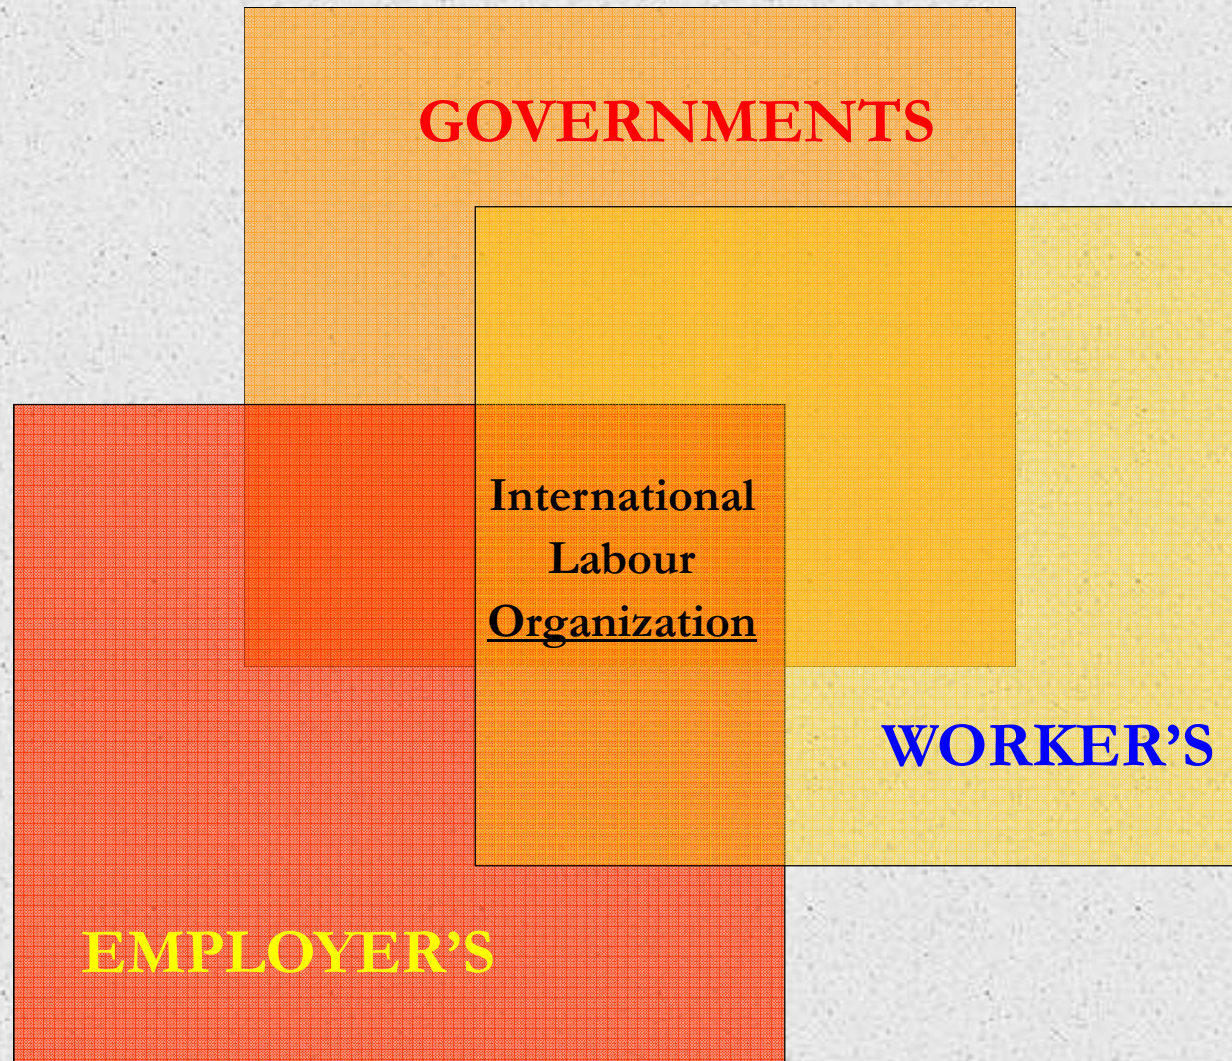 GOVERNMENTS
International
Labour
Organization
WORKER’S
EMPLOYER’S